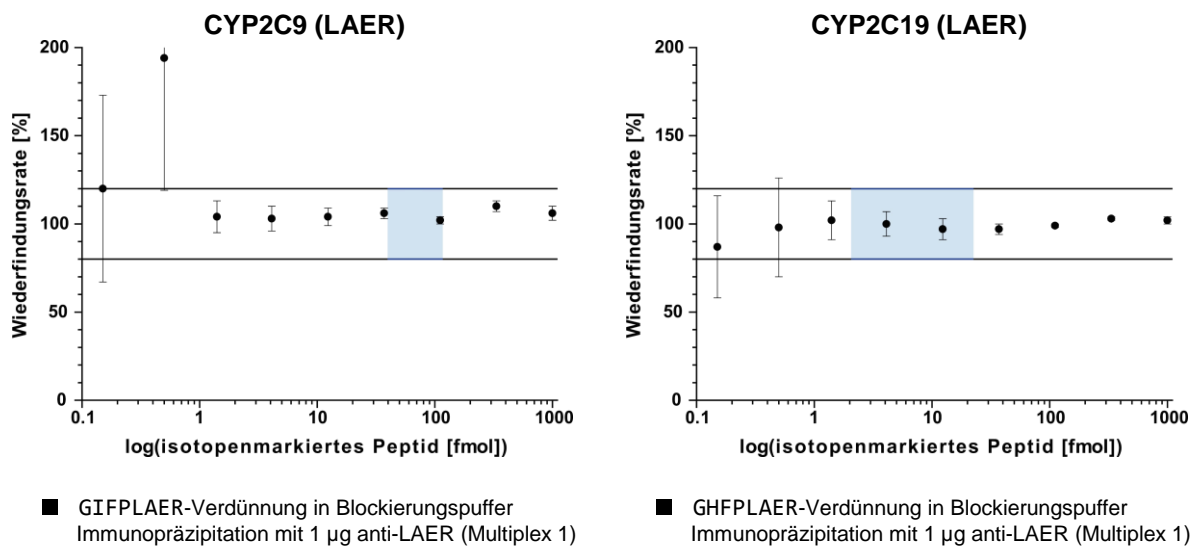 CYP2C9 (LAER)
200
150
100
50
0
Wiederfindungsrate [%]
0.1
1
10
100
1000
log(isotopenmarkiertes Peptid [fmol])
■ GIFPLAER-Verdünnung in Blockierungspuffer
Immunopräzipitation mit 1 µg anti-LAER (Multiplex 1)
CYP2C19 (LAER)
200
150
100
50
0
Wiederfindungsrate [%]
0.1
1
10
100
1000
log(isotopenmarkiertes Peptid [fmol])
■ GHFPLAER-Verdünnung in Blockierungspuffer
Immunopräzipitation mit 1 µg anti-LAER (Multiplex 1)